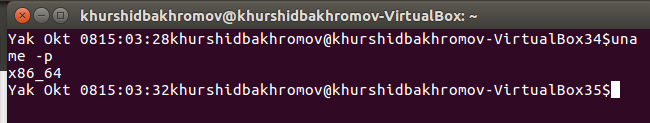 khurshidbakhromov@khurshidbakhromov-VirtualBox: ~
Yak Okt 0815:03:28khurshidbakhromov@khurshidbakhromov-VirtualBox34$una
me -p
x86_64
Yak Okt 0815:03:32khurshidbakhromov@khurshidbakhromov-VirtualBox35$